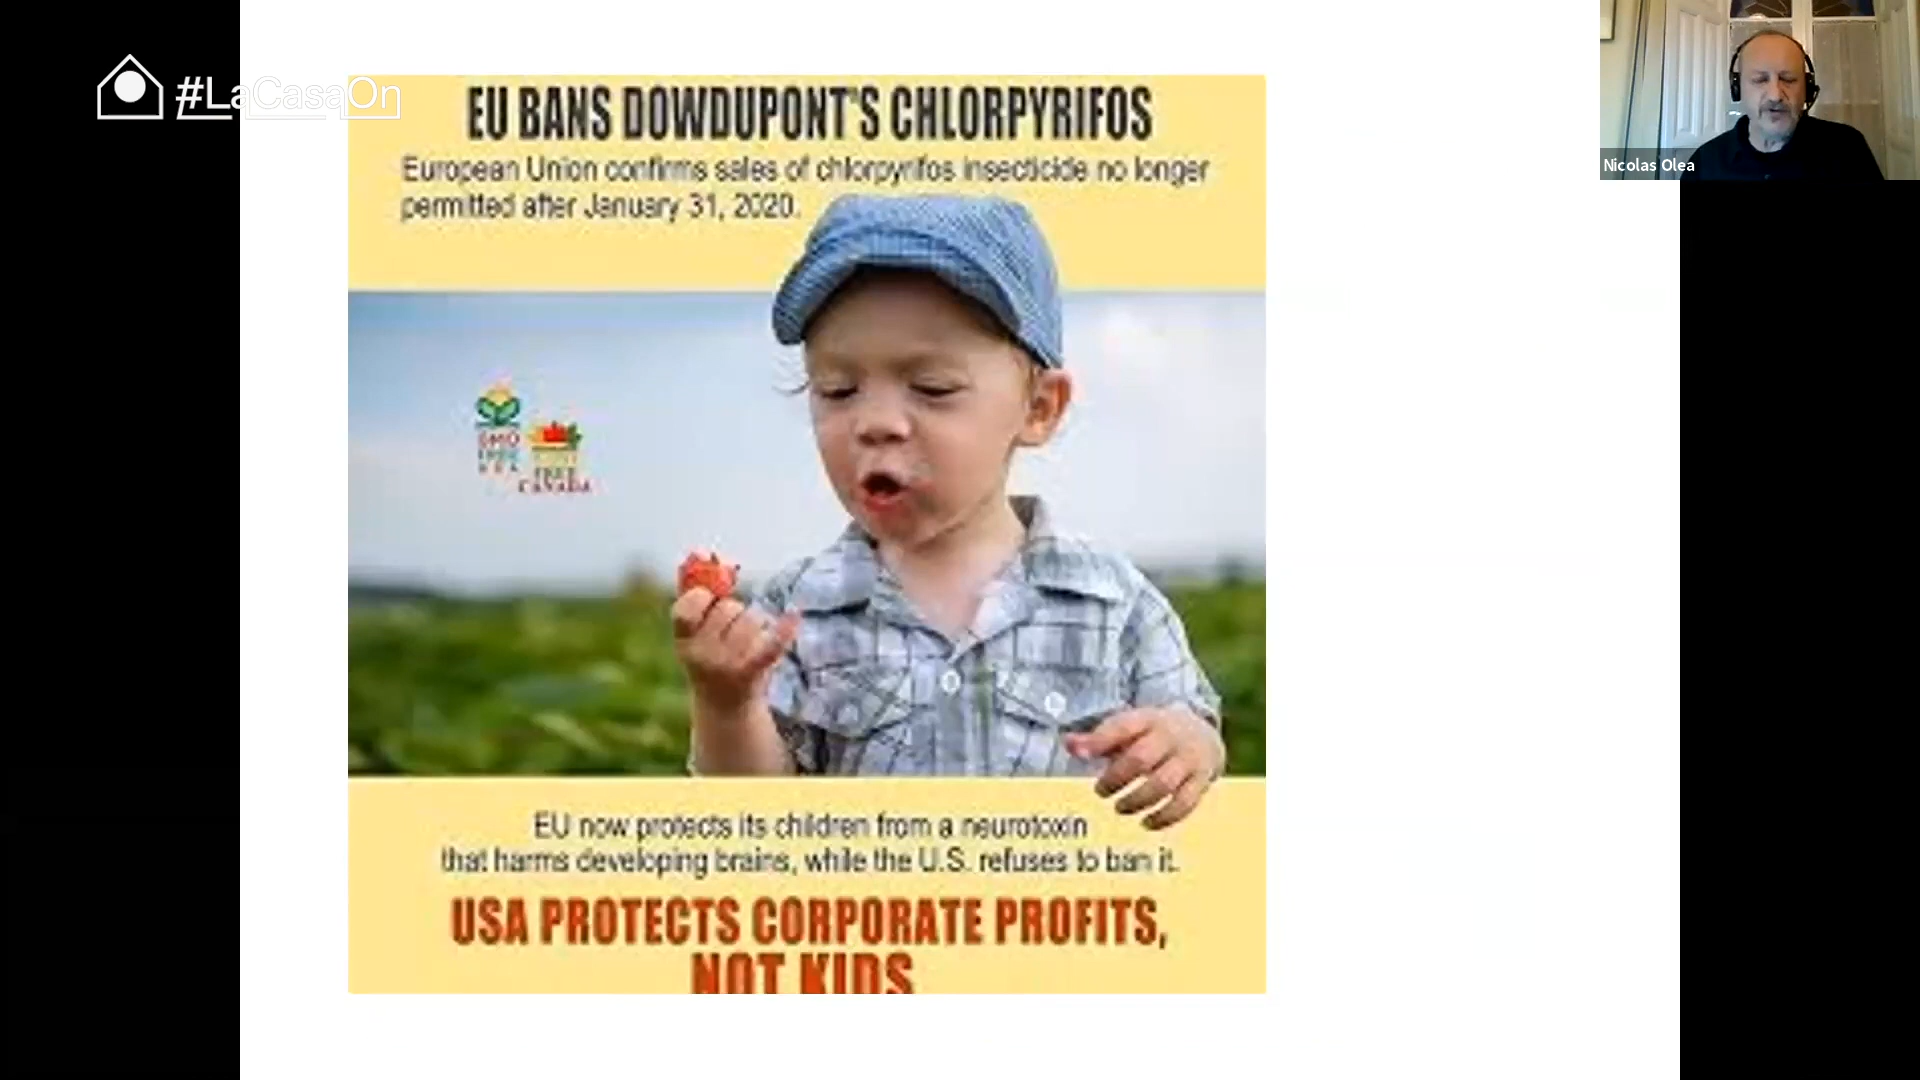 #LaCasaOn
Nicolas Olea
EU BANS DOWDUPONT'S CHLORPYRIFOS
European Union confirms sales of chlorpyrifos insecticide no longer
permitted after January 31, 2020.
CANADA
EU now protects its children from a neurotoxin
that harms developing brains, while the U.S. refuses to ban it.
USA PROTECTS CORPORATE PROFITS,
NOT KIDS